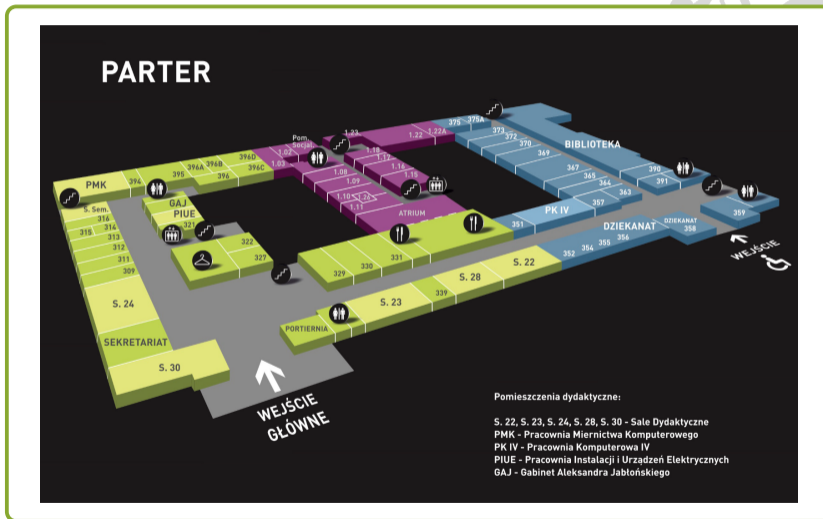 PARTER
375 375A
1.23
1.22 1.22A
373
372
370
369
367
365
364
363
BIBLIOTEKA
390
391
Pom.
Socjal.
1.02
1.03
1.18
1.17
1.16
1.15
1.08
1.09
1.10
1.11
ATRIUM
396D
396A 396B
395 396 396C
394
PMK
GAJ
PIUE
321
S. Sem.
316
315 314
313
312
311
309
322
327
329 330 331
351
PK IV
357
DZIEKANAT
DZIEKANAT
358
359
352 354 355 356
WEJŚCIE
S. 22
S. 28
339
S. 23
PORTIERNIA
S. 24
SEKRETARIAT
S. 30
WEJŚCIE
GŁÓWNE
Pomieszczenia dydaktyczne:
S. 22, S. 23, S. 24, S. 28, S. 30 - Sale Dydaktyczne
PMK - Pracownia Miernictwa Komputerowego
PK IV - Pracownia Komputerowa IV
PIUE - Pracownia Instalacji i Urządzeń Elektrycznych
GAJ - Gabinet Aleksandra Jabłońskiego